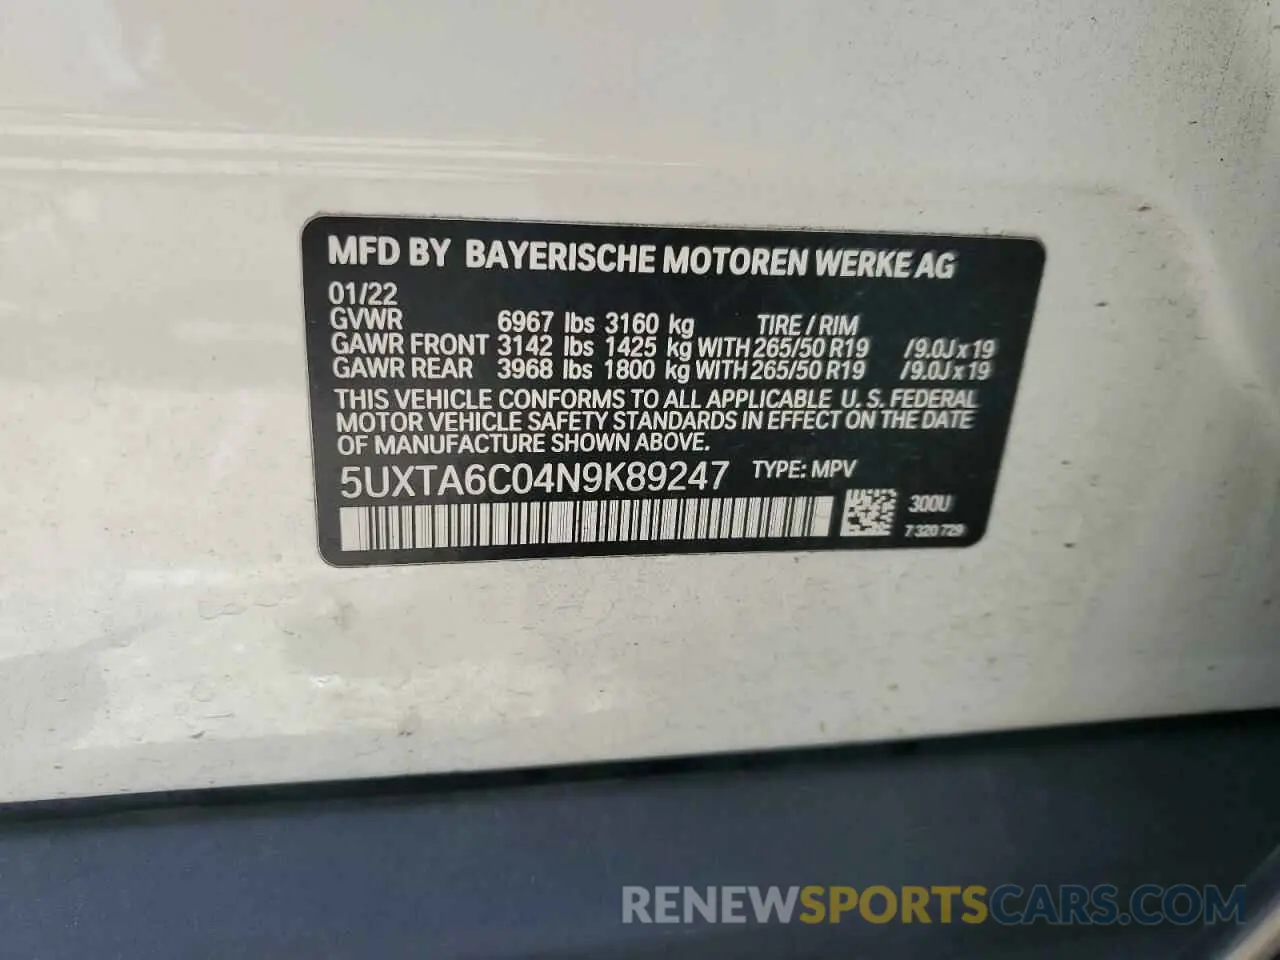 MFD BY BAYERISCHE MOTOREN WERKE AG
01/22
GVWR 6967 lbs 3160 kg TIRE / RIM
GAWR FRONT 3142 lbs 1425 kg WITH 265/50 R19 /9.0J x 19
GAWR REAR 3968 lbs 1800 kg WITH 265/50 R19 /9.0J x 19
THIS VEHICLE CONFORMS TO ALL APPLICABLE U.S. FEDERAL
MOTOR VEHICLE SAFETY STANDARDS IN EFFECT ON THE DATE
OF MANUFACTURE SHOWN ABOVE.
5UXTA6C04N9K89247 TYPE: MPV
300U
7 320 729
RENEWSPORTSCARS.COM